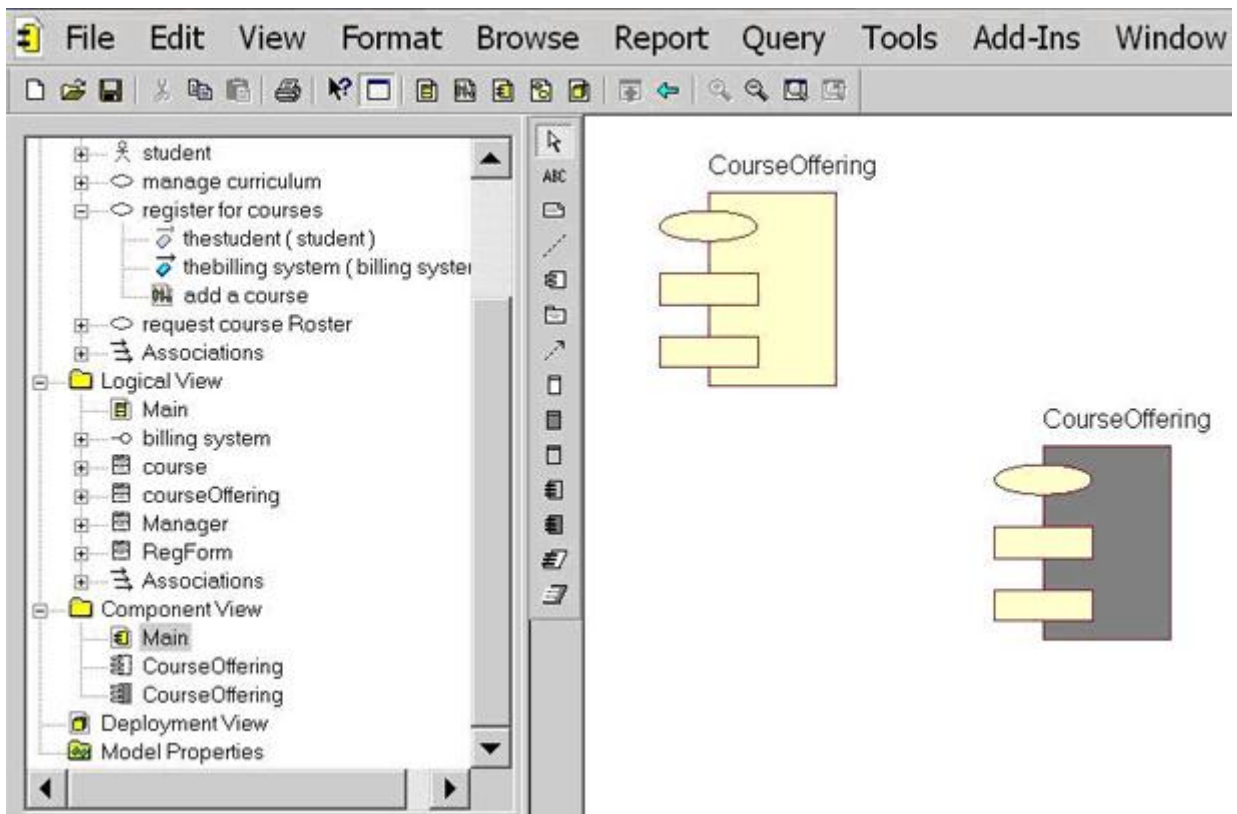 File Edit View Format Browse Report Query Tools Add-Ins Window
student
manage curriculum
register for courses
thestudent ( student )
thebilling system ( billing syster
add a course
request course Roster
Associations
Logical View
Main
billing system
course
courseOffering
Manager
RegForm
Associations
Component View
Main
CourseOffering
CourseOffering
Deployment View
Model Properties
ABC
CourseOffering
CourseOffering